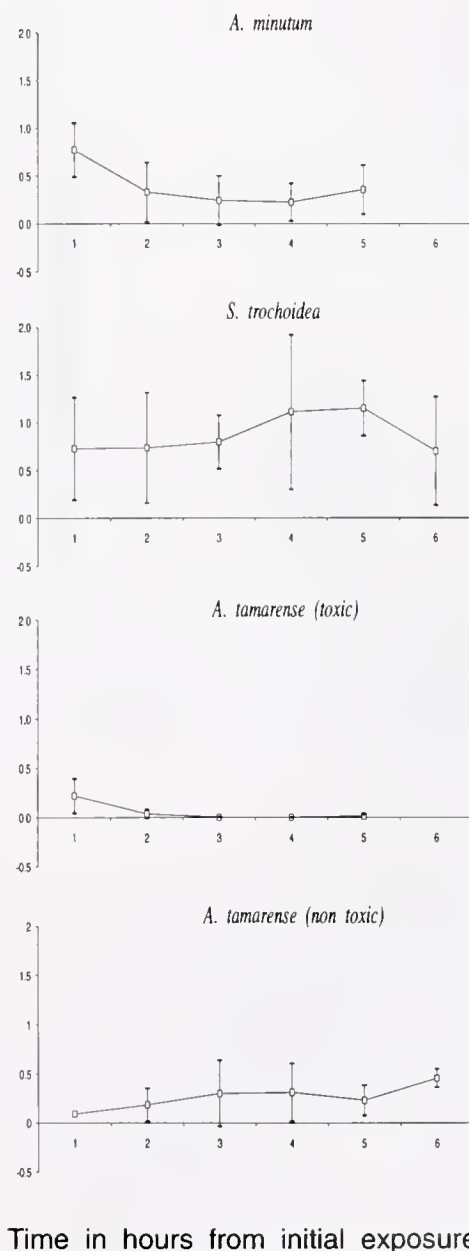 A. minutum
2.0
1.5
1.0
0.5
0.0
1 2 3 4 5 6
-0.5
S. trochoidea
2.0
1.5
1.0
0.5
0.0
1 2 3 4 5 6
-0.5
A. tamarense (toxic)
2.0
1.5
1.0
0.5
0.0
1 2 3 4 5 6
-0.5
A. tamarense (non toxic)
2
1.5
1
0.5
0
1 2 3 4 5 6
-0.5
Time in hours from initial exposure